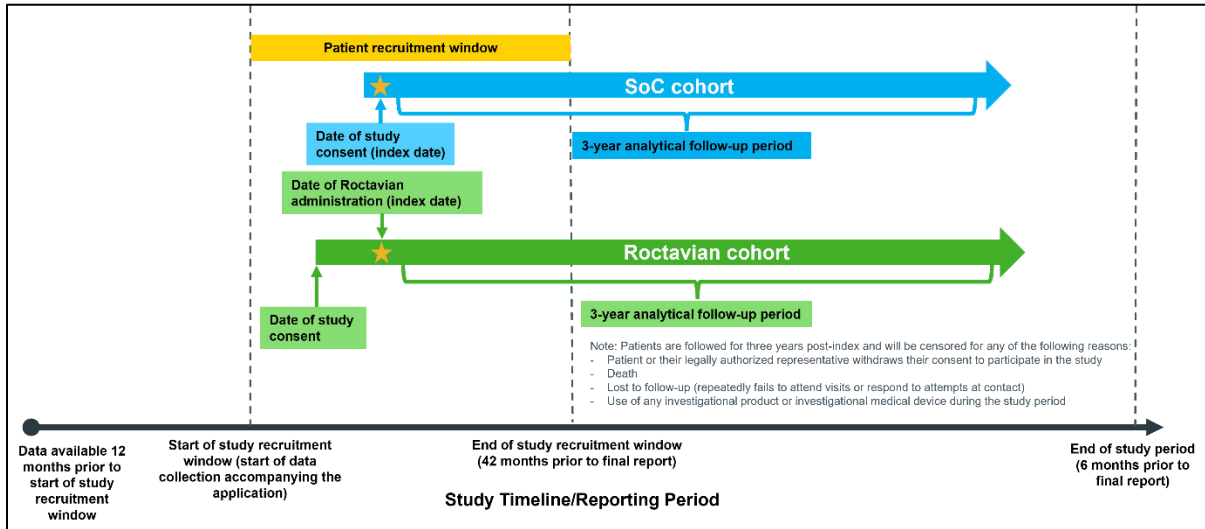 Patient recruitment window
SoC cohort
Date of study
consent (index date)
3-year analytical follow-up period
Date of Roctavian
administration (index date)
Roctavian cohort
Date of study
consent
3-year analytical follow-up period
Note: Patients are followed for three years post-index and will be censored for any of the following reasons:
- Patient or their legally authorized representative withdraws their consent to participate in the study
- Death
- Lost to follow-up (repeatedly fails to attend visits or respond to attempts at contact)
- Use of any investigational product or investigational medical device during the study period
Data available 12
months prior to
start of study
recruitment
window
Start of study recruitment
window (start of data
collection accompanying the
application)
End of study recruitment window
(42 months prior to final report)
End of study period
(6 months prior to
final report)
Study Timeline/Reporting Period